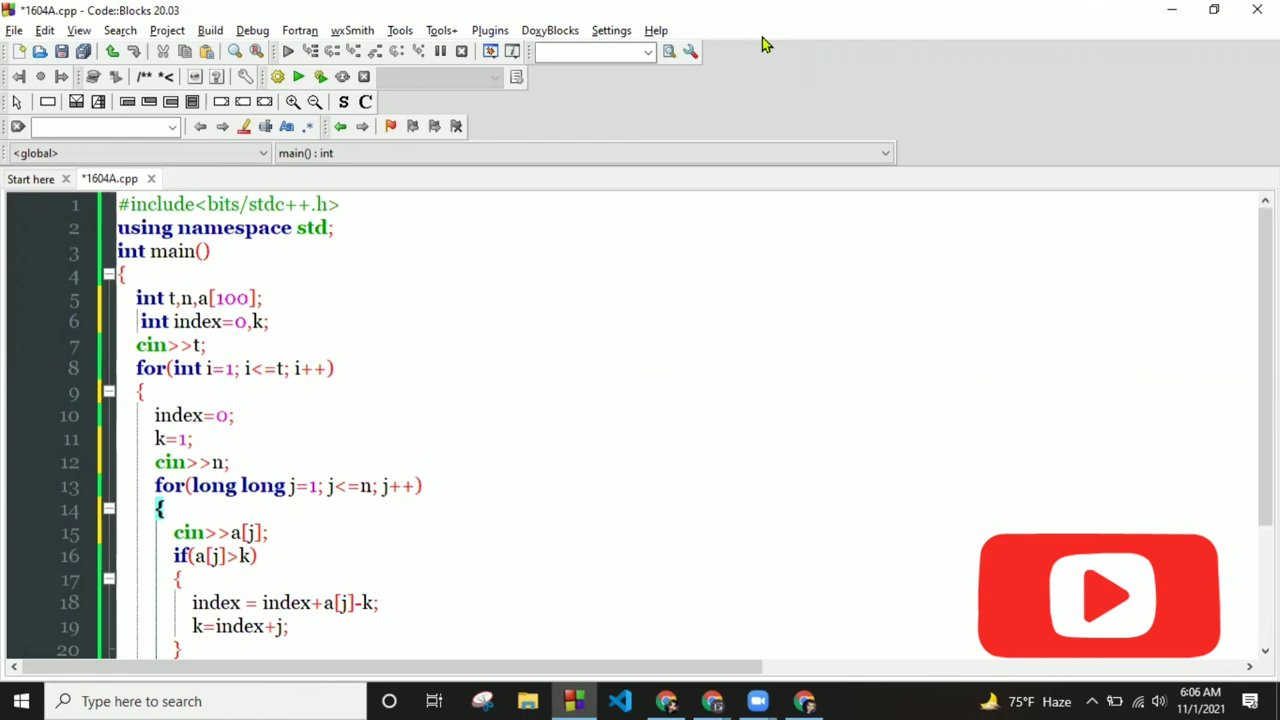 *1604A.cpp - Code::Blocks 20.03
File Edit View Search Project Build Debug Fortran wxSmith Tools Tools+ Plugins DoxyBlocks Settings Help
/** *<
S C
Aa .*
<global> main() : int
Start here *1604A.cpp
1 #include<bits/stdc++.h>
2 using namespace std;
3 int main()
4 {
5 int t,n,a[100];
6 int index=0,k;
7 cin>>t;
8 for(int i=1; i<=t; i++)
9 {
10 index=0;
11 k=1;
12 cin>>n;
13 for(long long j=1; j<=n; j++)
14 {
15 cin>>a[j];
16 if(a[j]>k)
17 {
18 index = index+a[j]-k;
19 k=index+j;
20 }
Type here to search
75°F Haze
6:06 AM
11/1/2021